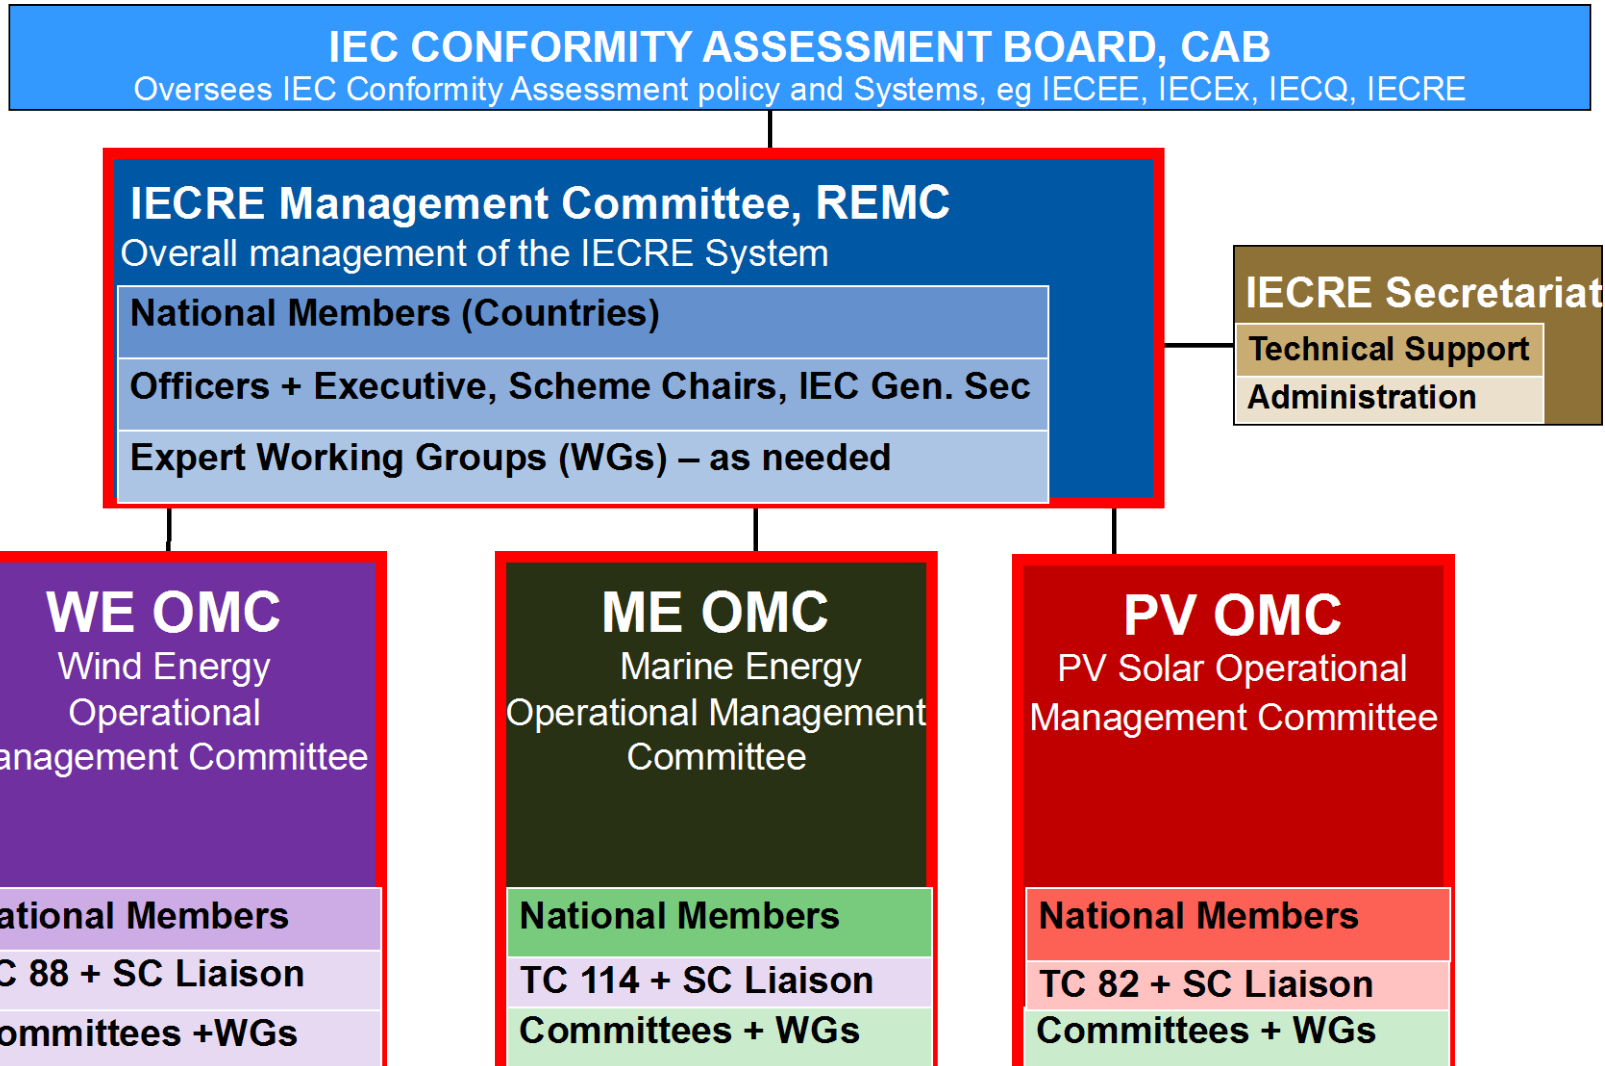 IEC CONFORMITY ASSESSMENT BOARD, CAB
Oversees IEC Conformity Assessment policy and Systems, eg IECEE, IECEx, IECQ, IECRE
IECRE Management Committee, REMC
Overall management of the IECRE System
National Members (Countries)
Officers + Executive, Scheme Chairs, IEC Gen. Sec
Expert Working Groups (WGs) – as needed
IECRE Secretariat
Technical Support
Administration
WE OMC
Wind Energy
Operational
anagement Committee
ational Members
C 88 + SC Liaison
ommittees +WGs
ME OMC
Marine Energy
Operational Management
Committee
National Members
TC 114 + SC Liaison
Committees + WGs
PV OMC
PV Solar Operational
Management Committee
National Members
TC 82 + SC Liaison
Committees + WGs